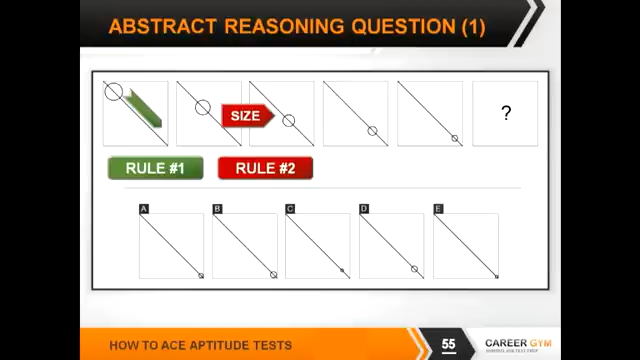 ABSTRACT REASONING QUESTION (1)
SIZE
?
RULE #1
RULE #2
A
B
C
D
E
HOW TO ACE APTITUDE TESTS
55
CAREER GYM